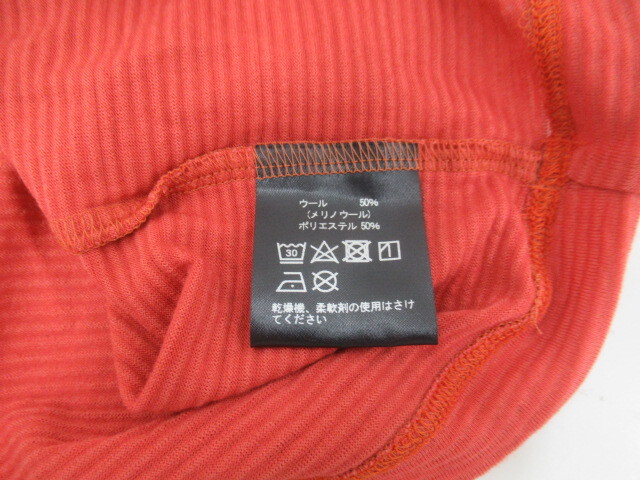 ウール 50%
(メリノウール)
ポリエステル 50%
30
乾燥機、柔軟剤の使用はさけ
てください